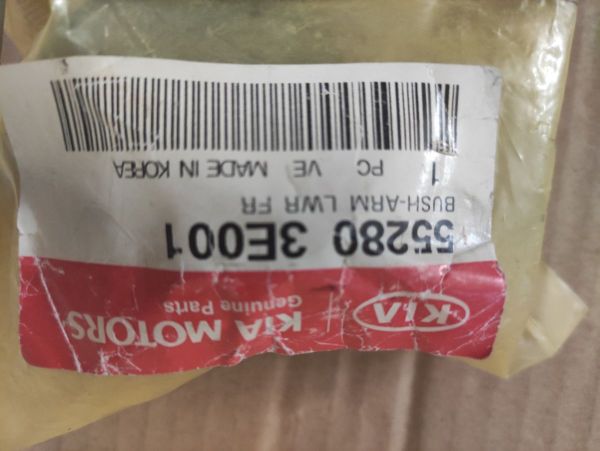 KIA
KIA MOTORS
Genuine Parts
55280 3E001
BUSH-ARM LWR FR
1 PC VE MADE IN KOREA